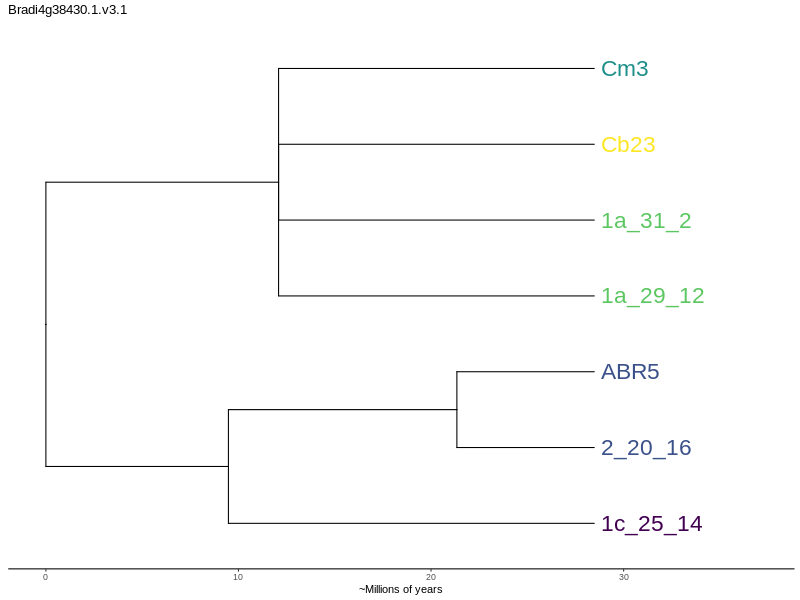 Bradi4g38430.1.v3.1
Cm3
Cb23
1a_31_2
1a_29_12
ABR5
2_20_16
1c_25_14
0 10 20 30
~Millions of years